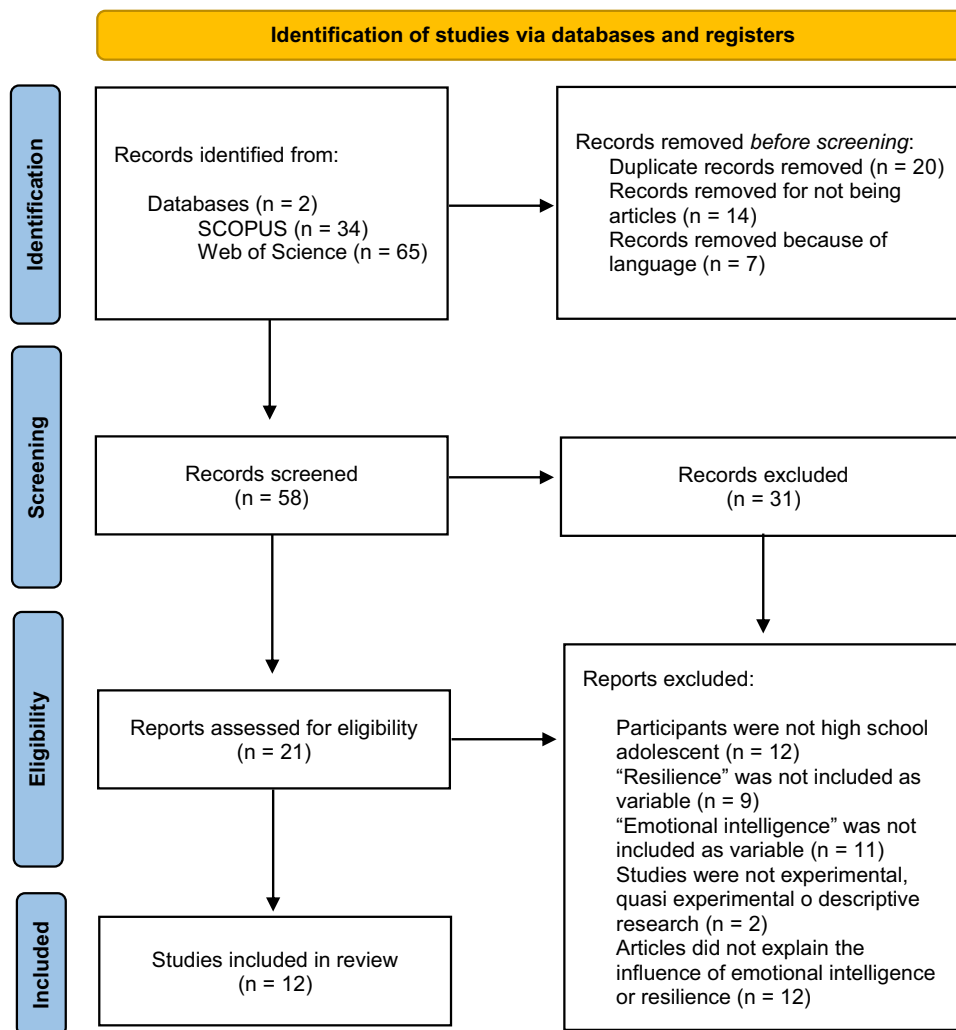 Identification of studies via databases and registers
Identification
Records identified from:
Databases (n = 2)
SCOPUS (n = 34)
Web of Science (n = 65)
Records removed before screening:
Duplicate records removed (n = 20)
Records removed for not being
articles (n = 14)
Records removed because of
language (n = 7)
Screening
Records screened
(n = 58)
Records excluded
(n = 31)
Eligibility
Reports assessed for eligibility
(n = 21)
Reports excluded:
Participants were not high school
adolescent (n = 12)
“Resilience” was not included as
variable (n = 9)
“Emotional intelligence” was not
included as variable (n = 11)
Studies were not experimental,
quasi experimental o descriptive
research (n = 2)
Articles did not explain the
influence of emotional intelligence
or resilience (n = 12)
Included
Studies included in review
(n = 12)